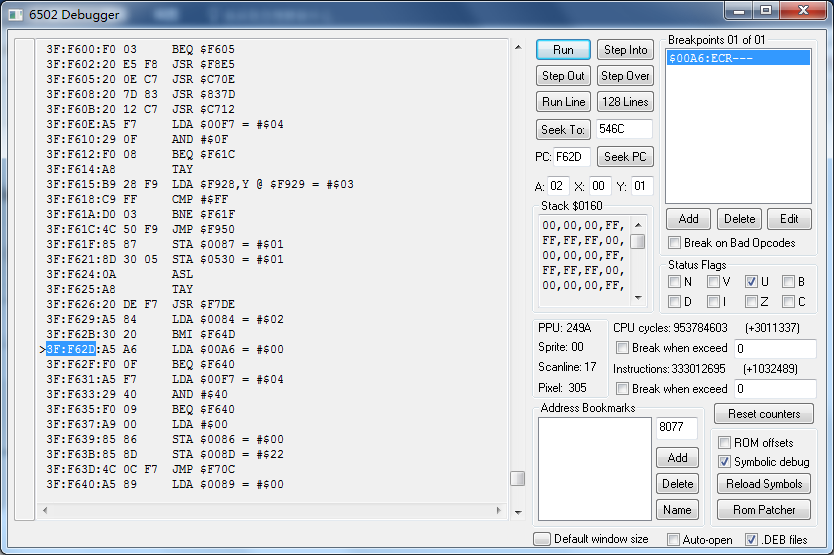 6502 Debugger
3F:F600:F0 03 BEQ $F605
3F:F602:20 E5 F8 JSR $F8E5
3F:F605:20 0E C7 JSR $C70E
3F:F608:20 7D 83 JSR $837D
3F:F60B:20 12 C7 JSR $C712
3F:F60E:A5 F7 LDA $00F7 = #$04
3F:F610:29 0F AND #$0F
3F:F612:F0 08 BEQ $F61C
3F:F614:A8 TAY
3F:F615:B9 28 F9 LDA $F928,Y @ $F929 = #$03
3F:F618:C9 FF CMP #$FF
3F:F61A:D0 03 BNE $F61F
3F:F61C:4C 50 F9 JMP $F950
3F:F61F:85 87 STA $0087 = #$01
3F:F621:8D 30 05 STA $0530 = #$01
3F:F624:0A ASL
3F:F625:A8 TAY
3F:F626:20 DE F7 JSR $F7DE
3F:F629:A5 84 LDA $0084 = #$02
3F:F62B:30 20 BMI $F64D
>3F:F62D:A5 A6 LDA $00A6 = #$00
3F:F62F:F0 0F BEQ $F640
3F:F631:A5 F7 LDA $00F7 = #$04
3F:F633:29 40 AND #$40
3F:F635:F0 09 BEQ $F640
3F:F637:A9 00 LDA #$00
3F:F639:85 86 STA $0086 = #$00
3F:F63B:85 8D STA $008D = #$22
3F:F63D:4C 0C F7 JMP $F70C
3F:F640:A5 89 LDA $0089 = #$00
Run Step Into
Step Out Step Over
Run Line 128 Lines
Seek To: 546C
PC: F62D Seek PC
A: 02 X: 00 Y: 01
Stack $0160
00,00,00,FF,
FF,FF,FF,00,
00,00,00,FF,
FF,FF,FF,00,
00,00,00,FF,
Breakpoints 01 of 01
$00A6:ECR---
Add Delete Edit
Break on Bad Opcodes
Status Flags
N V U B
D I Z C
PPU: 249A
Sprite: 00
Scanline: 17
Pixel: 305
CPU cycles: 953784603 (+3011337)
Break when exceed 0
Instructions: 333012695 (+1032489)
Break when exceed 0
Address Bookmarks
8077
Add
Delete
Name
Reset counters
ROM offsets
Symbolic debug
Reload Symbols
Rom Patcher
Default window size Auto-open .DEB files